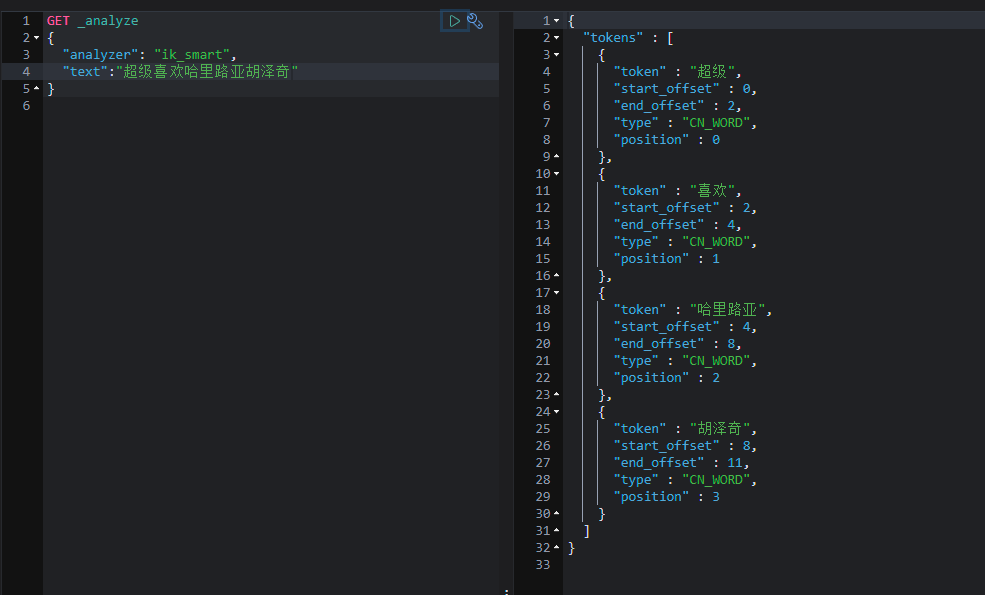 1 GET _analyze
2 {
3 "analyzer": "ik_smart",
4 "text":"超级喜欢哈里路亚胡泽奇"
5 }
6
1 {
2 "tokens" : [
3 {
4 "token" : "超级",
5 "start_offset" : 0,
6 "end_offset" : 2,
7 "type" : "CN_WORD",
8 "position" : 0
9 },
10 {
11 "token" : "喜欢",
12 "start_offset" : 2,
13 "end_offset" : 4,
14 "type" : "CN_WORD",
15 "position" : 1
16 },
17 {
18 "token" : "哈里路亚",
19 "start_offset" : 4,
20 "end_offset" : 8,
21 "type" : "CN_WORD",
22 "position" : 2
23 },
24 {
25 "token" : "胡泽奇",
26 "start_offset" : 8,
27 "end_offset" : 11,
28 "type" : "CN_WORD",
29 "position" : 3
30 }
31 ]
32 }
33